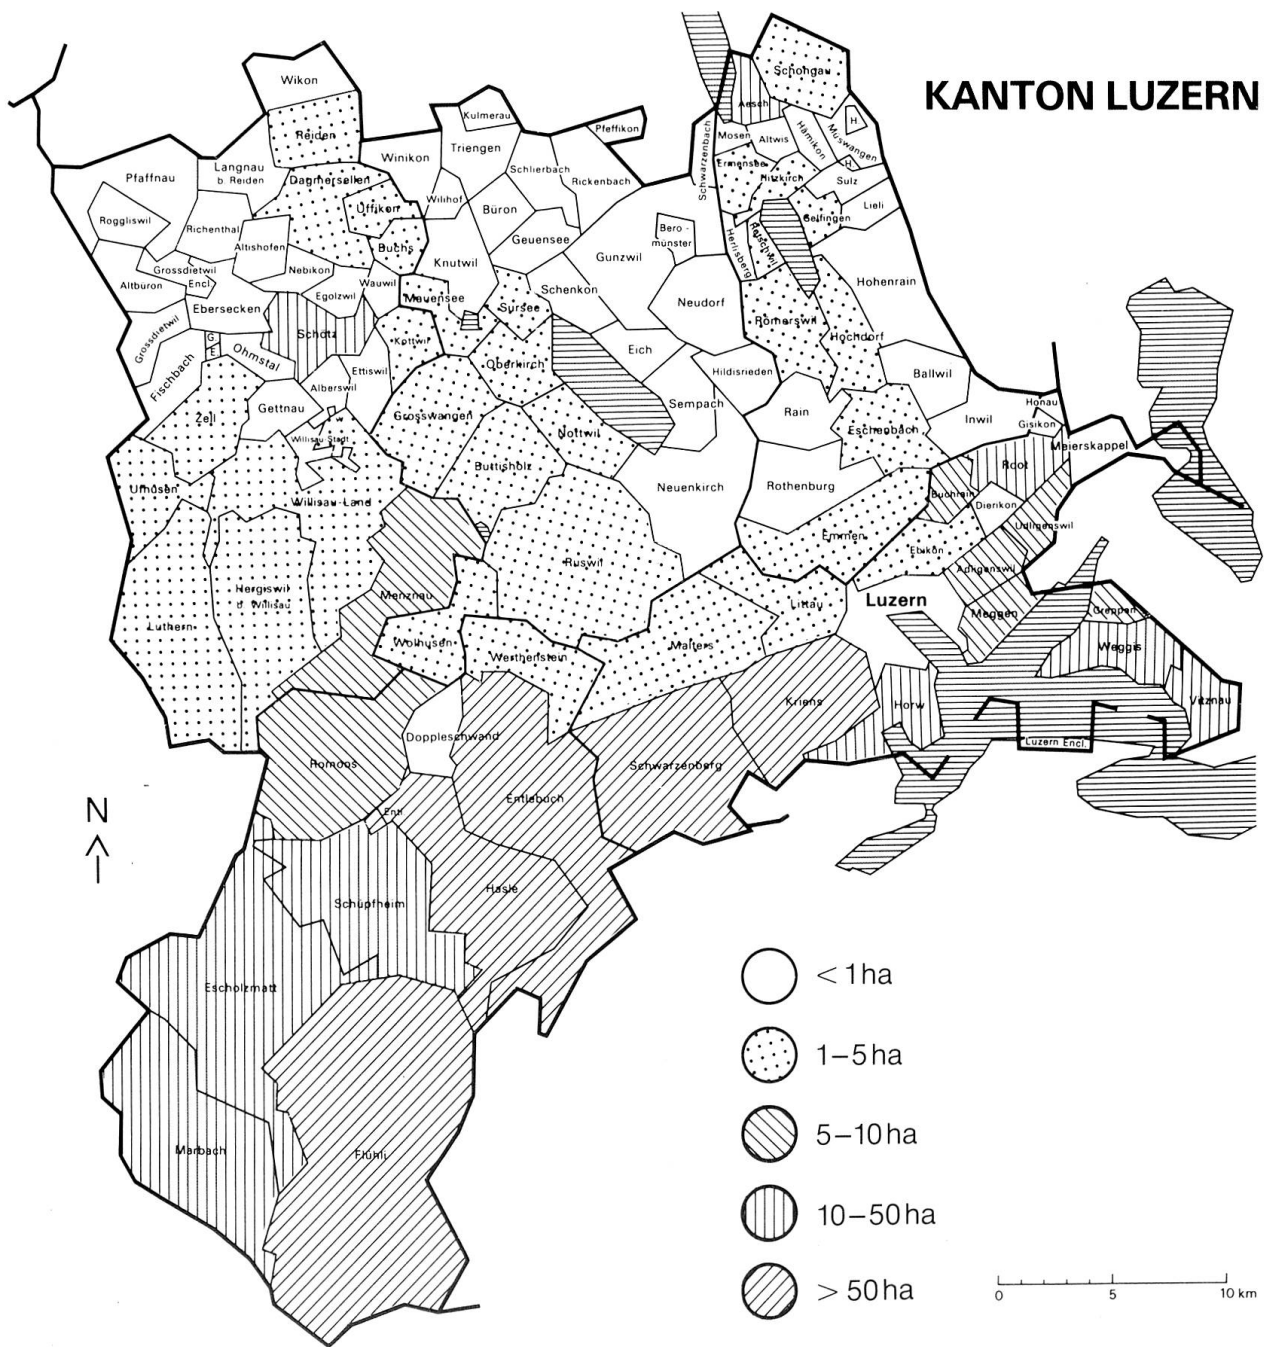 KANTON LUZERN
Wikon
Schongau
Aesch
Kulmerau
Pfeffikon
H.
Reiden
Triengen
Mosen
Altwis
Hämikon
Müswangen
Winikon
Schlierbach
Rickenbach
Schwarzenbach
Ermensee
Hitzkirch
H.
Sulz
Pfaffnau
Langnau
b. Reiden
Dagmersellen
Uffikon
Wilihof
Büron
Lieli
Gelfingen
Roggliswil
Richenthal
Altishofen
Buchs
Geuensee
Bero-
münster
Herlisberg
Retschwil
Gunzwil
Knutwil
Grossdietwil
Encl.
Altbüron
Nebikon
Wauwil
Egolzwil
Mauensee
Schenkon
Hohenrain
Sursee
Neudorf
Ebersecken
Grossdietwil
Schötz
Römerswil
Hochdorf
Kottwil
G.
E.
Ohmstal
Fischbach
Eich
Oberkirch
Ettiswil
Alberswil
Hildisrieden
Ballwil
Gettnau
Zell
Grosswangen
Sempach
Rain
Inwil
Honau
Gisikon
Willisau-Stadt
Nottwil
Eschenbach
Meierskappel
Buttisholz
Root
Ufhusen
Willisau-Land
Neuenkirch
Rothenburg
Buchrain
Dierikon
Udligenswil
Emmen
Ebikon
Ruswil
Adligenswil
Hergiswil
b. Willisau
Menznau
Littau
Luzern
Meggen
Greppen
Luthern
Wolhusen
Werthenstein
Malters
Weggis
Kriens
Horw
Vitznau
Doppleschwand
Luzern Encl.
Romoos
Schwarzenberg
Entlebuch
Entl.
N
Hasle
Schüpfheim
Escholzmatt
Marbach
Flühli
< 1 ha
1–5 ha
5–10 ha
10–50 ha
> 50 ha
0 5 10 km